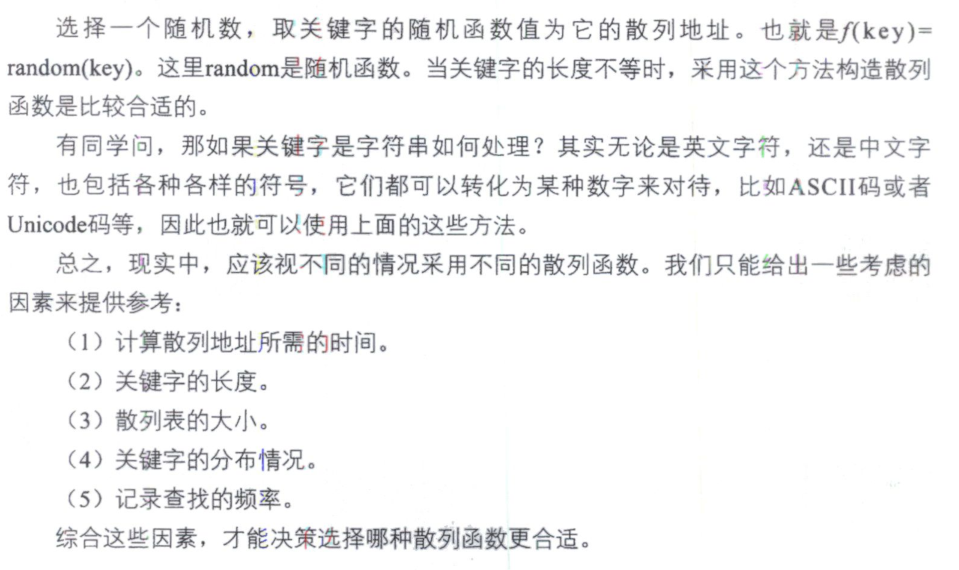 选择一个随机数，取关键字的随机函数值为它的散列地址。也就是f(key)=
random(key)。这里random是随机函数。当关键字的长度不等时，采用这个方法构造散列
函数是比较合适的。
有同学问，那如果关键字是字符串如何处理？其实无论是英文字符，还是中文字
符，也包括各种各样的符号，它们都可以转化为某种数字来对待，比如ASCII码或者
Unicode码等，因此也就可以使用上面的这些方法。
总之，现实中，应该视不同的情况采用不同的散列函数。我们只能给出一些考虑的
因素来提供参考：
（1）计算散列地址所需的时间。
（2）关键字的长度。
（3）散列表的大小。
（4）关键字的分布情况。
（5）记录查找的频率。
综合这些因素，才能决策选择哪种散列函数更合适。